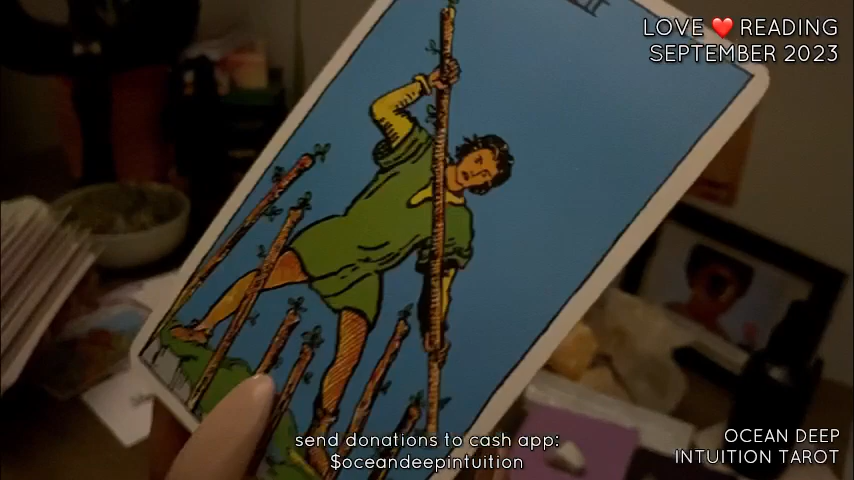 LOVE ❤️ READING
SEPTEMBER 2023
send donations to cash app:
$oceandeepintuition
OCEAN DEEP
INTUITION TAROT